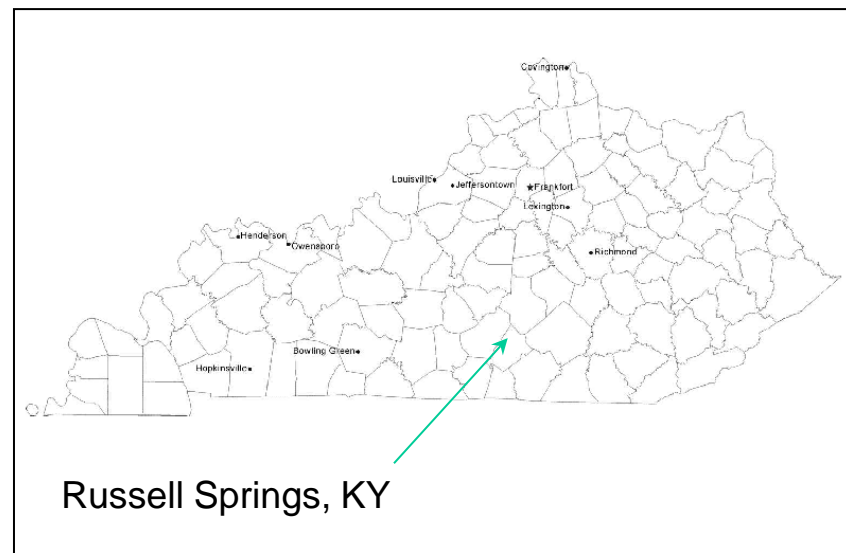 Covington
Louisville
Jeffersontown
Frankfort
Lexington
Henderson
Owensboro
Richmond
Bowling Green
Hopkinsville
Russell Springs, KY